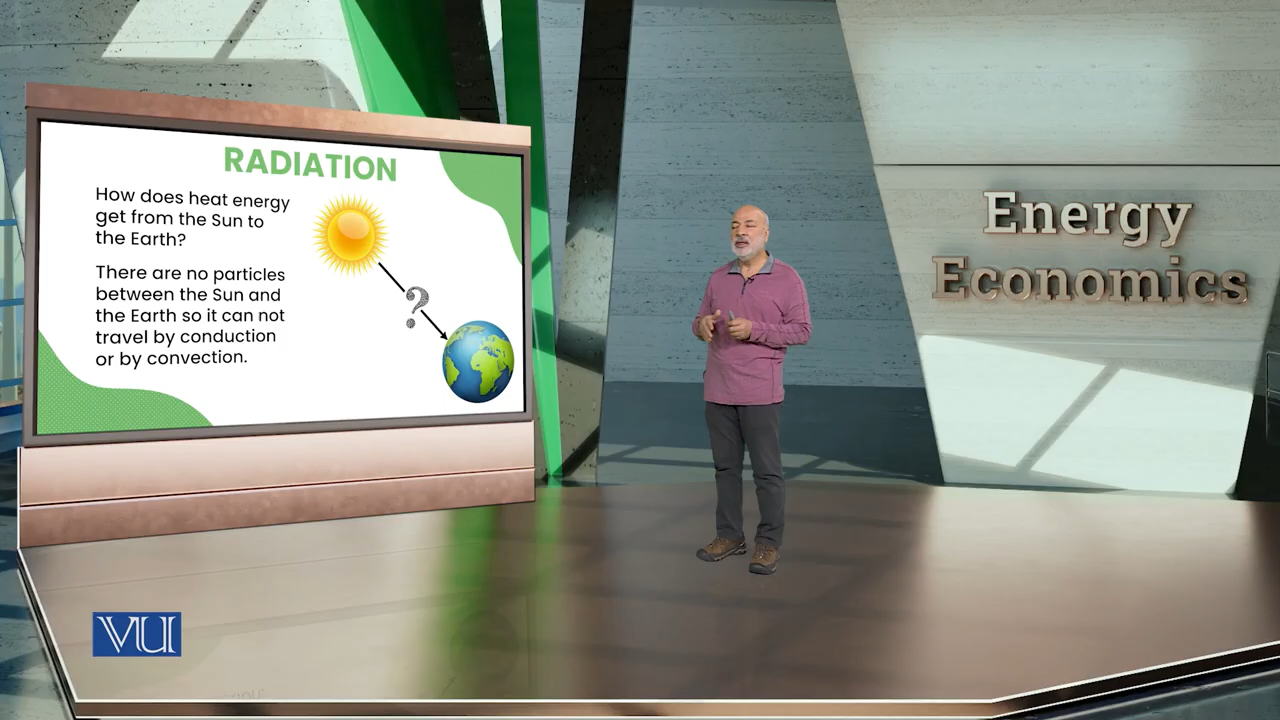 RADIATION
How does heat energy
get from the Sun to
the Earth?
There are no particles
between the Sun and
the Earth so it can not
travel by conduction
or by convection.
?
Energy
Economics
VU